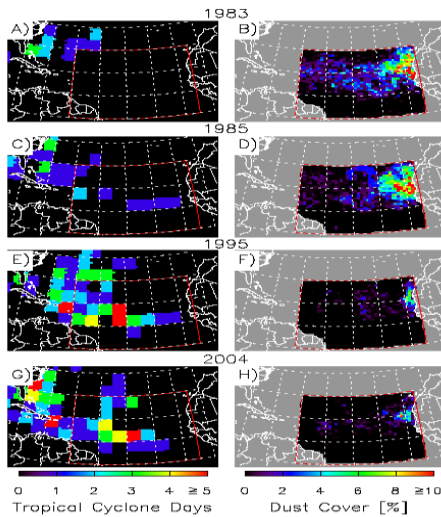 1983
A) B)
1985
C) D)
1995
E) F)
2004
G) H)
0 1 2 3 4 ≥5 0 2 4 6 8 ≥10
Tropical Cyclone Days Dust Cover [%]